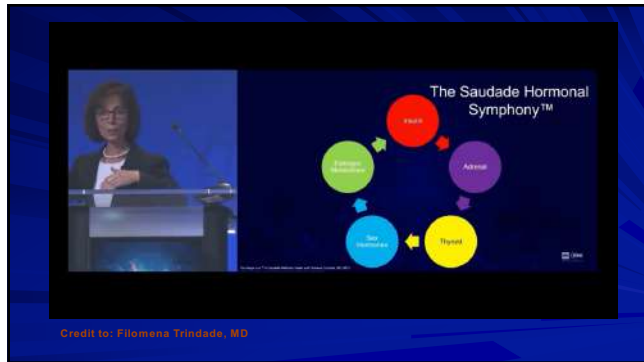 The Saudade Hormonal
Symphony™
Insulin
Adrenal
Thyroid
Sex
Hormones
Estrogen
Metabolism
Credit to: Filomena Trindade, MD